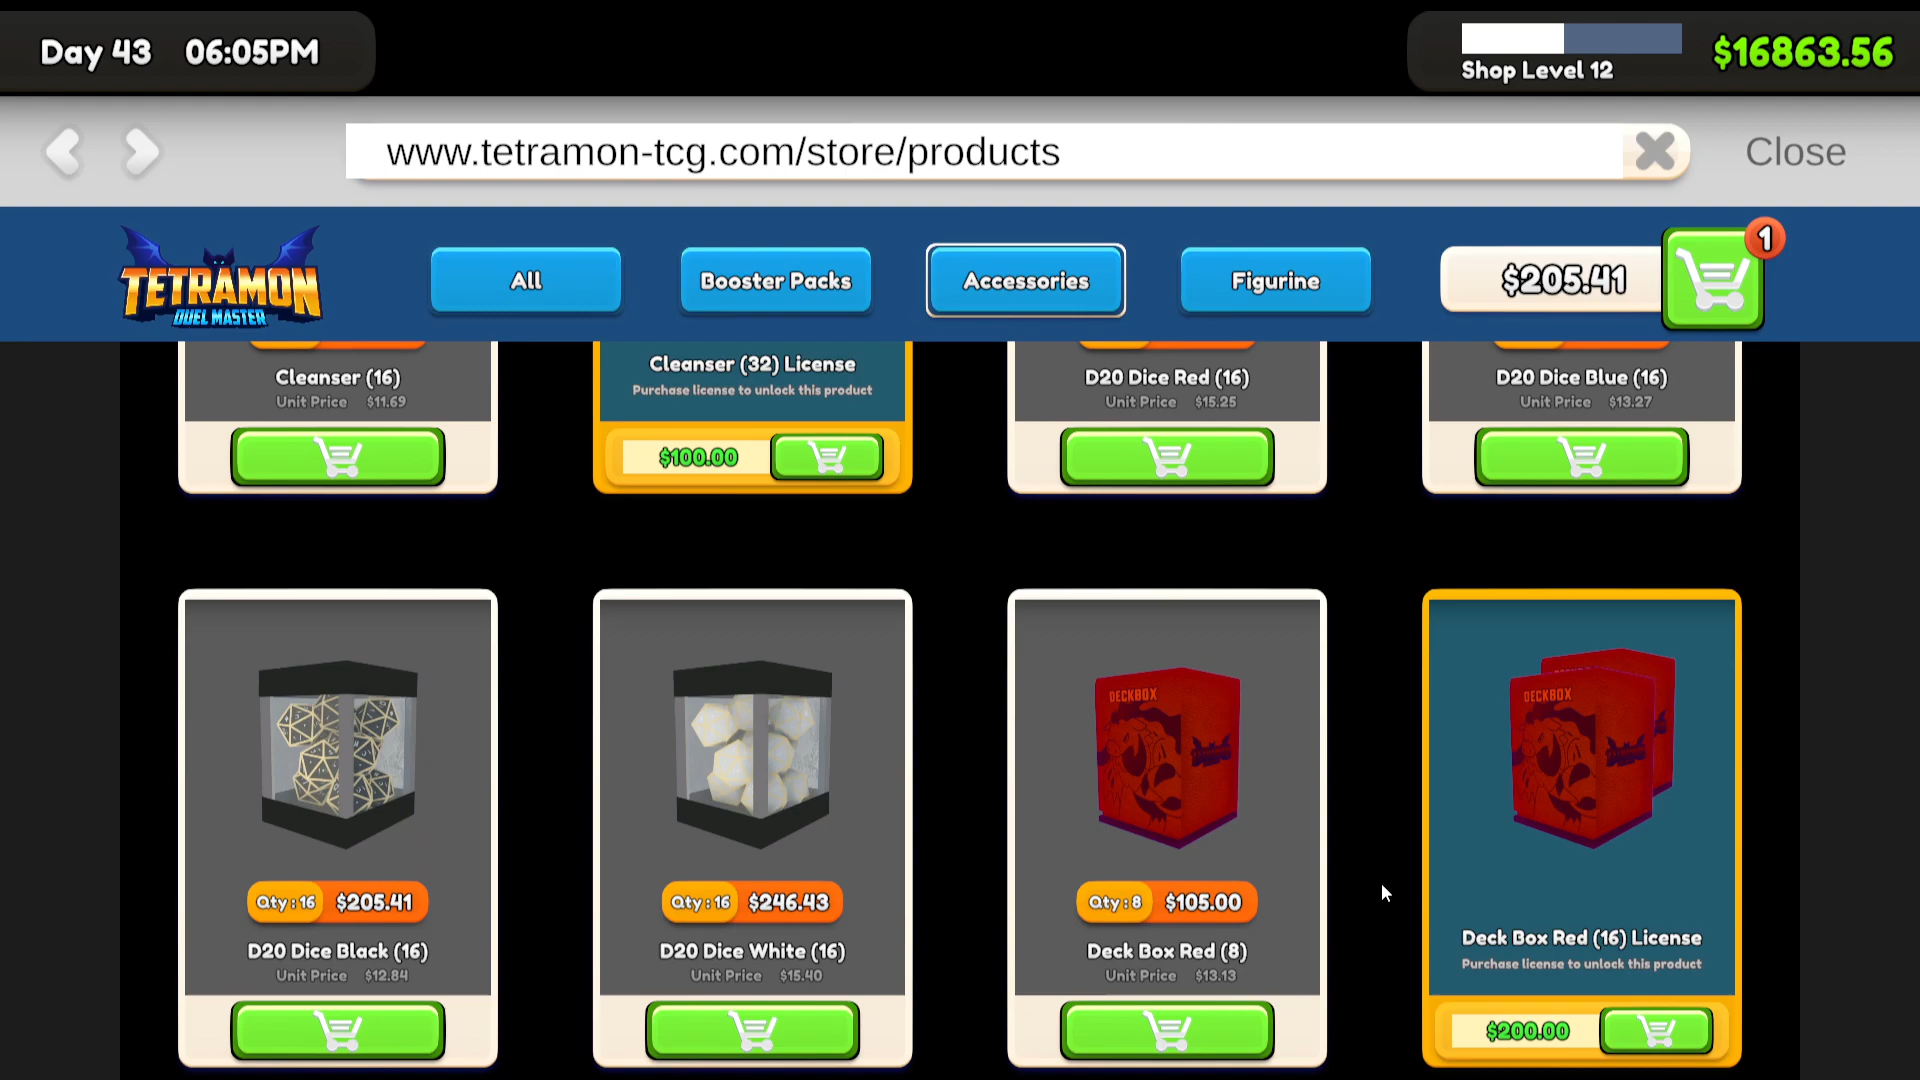 Day 43 06:05PM
Shop Level 12
$16863.56
www.tetramon-tcg.com/store/products
Close
TETRAMON
DUEL MASTER
All
Booster Packs
Accessories
Figurine
$205.41
1
Cleanser (16)
Unit Price $11.69
Cleanser (32) License
Purchase license to unlock this product
$100.00
D20 Dice Red (16)
Unit Price $15.25
D20 Dice Blue (16)
Unit Price $13.27
Qty: 16 $205.41
D20 Dice Black (16)
Unit Price $12.84
Qty: 16 $246.43
D20 Dice White (16)
Unit Price $15.40
DECKBOX
Qty: 8 $105.00
Deck Box Red (8)
Unit Price $13.13
DECKBOX
Deck Box Red (16) License
Purchase license to unlock this product
$200.00